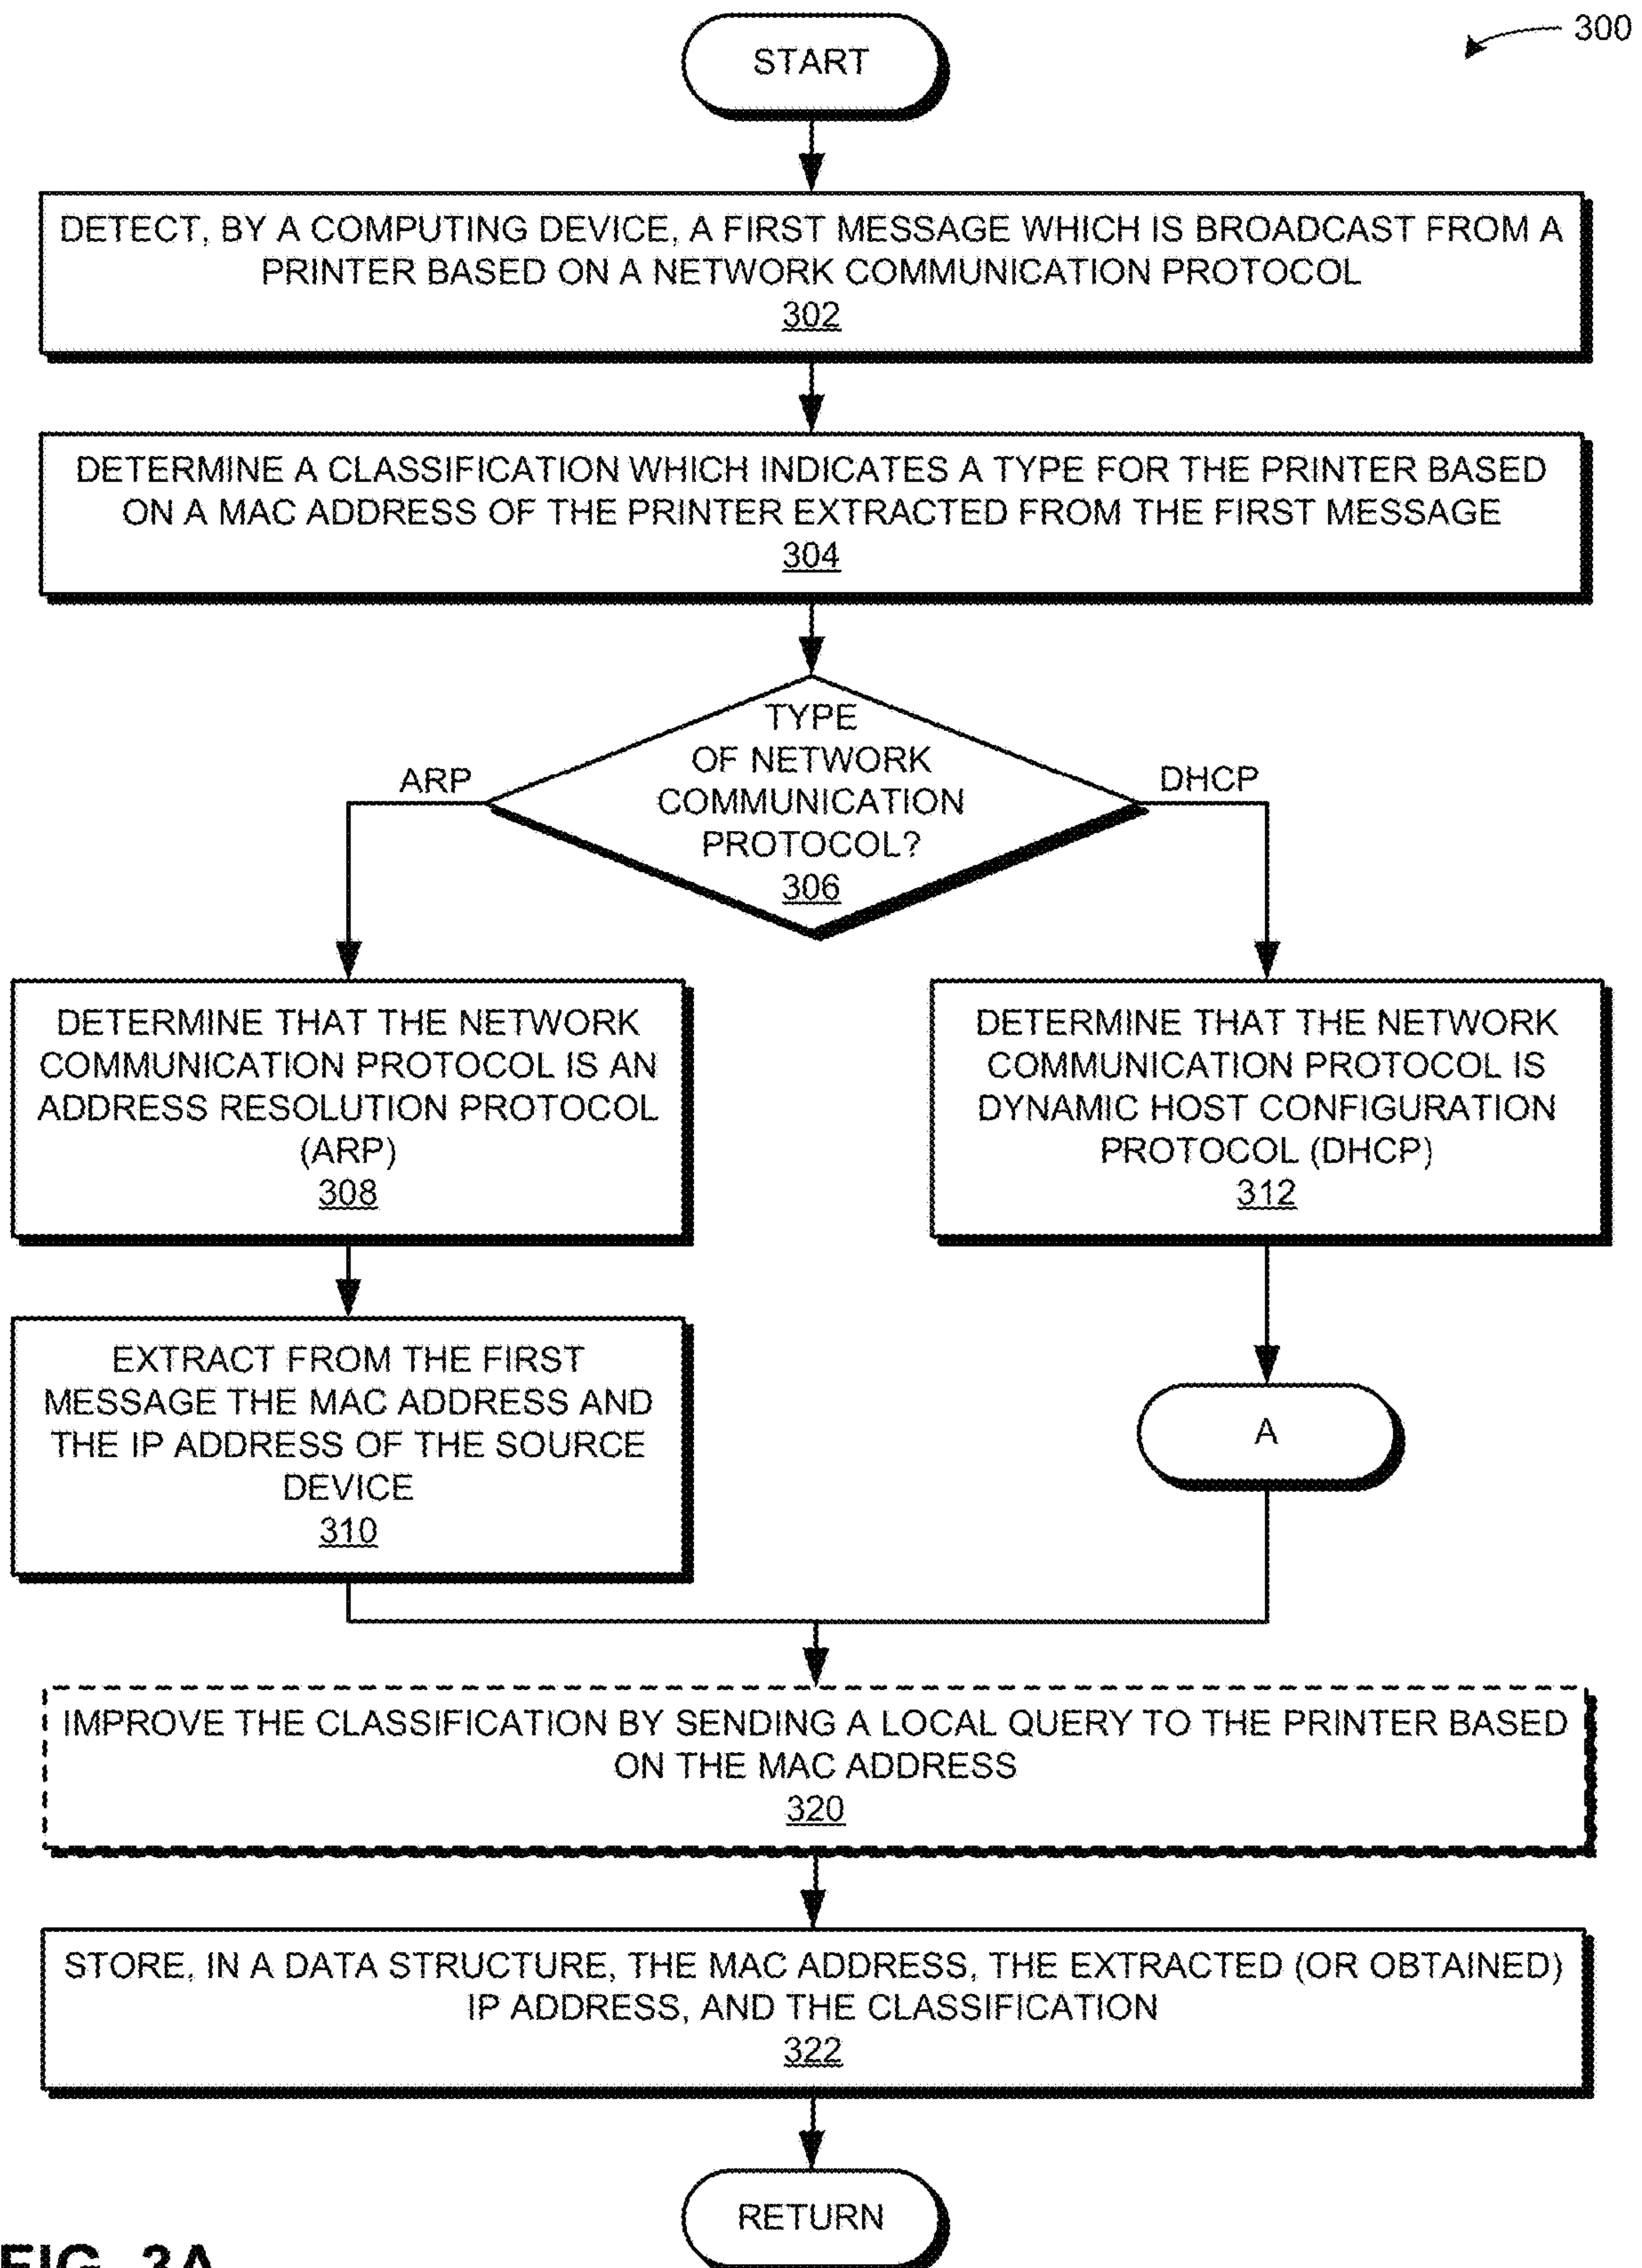 300
START
DETECT, BY A COMPUTING DEVICE, A FIRST MESSAGE WHICH IS BROADCAST FROM A
PRINTER BASED ON A NETWORK COMMUNICATION PROTOCOL
302
DETERMINE A CLASSIFICATION WHICH INDICATES A TYPE FOR THE PRINTER BASED
ON A MAC ADDRESS OF THE PRINTER EXTRACTED FROM THE FIRST MESSAGE
304
TYPE
OF NETWORK
COMMUNICATION
PROTOCOL?
306
ARP
DHCP
DETERMINE THAT THE NETWORK
COMMUNICATION PROTOCOL IS AN
ADDRESS RESOLUTION PROTOCOL
(ARP)
308
DETERMINE THAT THE NETWORK
COMMUNICATION PROTOCOL IS
DYNAMIC HOST CONFIGURATION
PROTOCOL (DHCP)
312
EXTRACT FROM THE FIRST
MESSAGE THE MAC ADDRESS AND
THE IP ADDRESS OF THE SOURCE
DEVICE
310
A
IMPROVE THE CLASSIFICATION BY SENDING A LOCAL QUERY TO THE PRINTER BASED
ON THE MAC ADDRESS
320
STORE, IN A DATA STRUCTURE, THE MAC ADDRESS, THE EXTRACTED (OR OBTAINED)
IP ADDRESS, AND THE CLASSIFICATION
322
RETURN
FIG. 3A